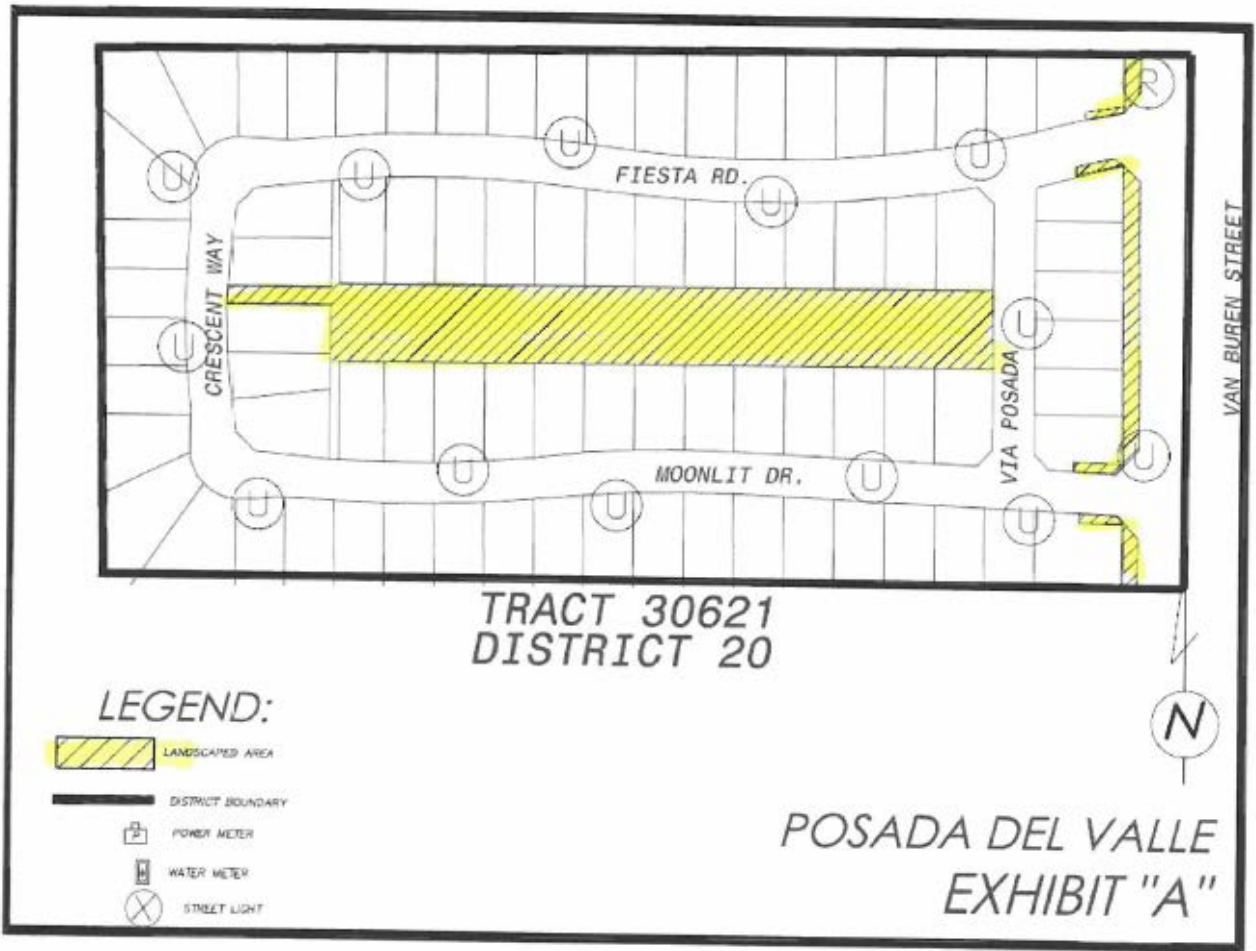 R
U
U
U
U
FIESTA RD.
U
U
CRESCENT WAY
VAN BUREN STREET
U
U
VIA POSADA
U
U
MOONLIT DR.
U
U
U
U
TRACT 30621
DISTRICT 20
LEGEND:
LANDSCAPED AREA
DISTRICT BOUNDARY
P POWER METER
WATER METER
STREET LIGHT
N
POSADA DEL VALLE
EXHIBIT "A"